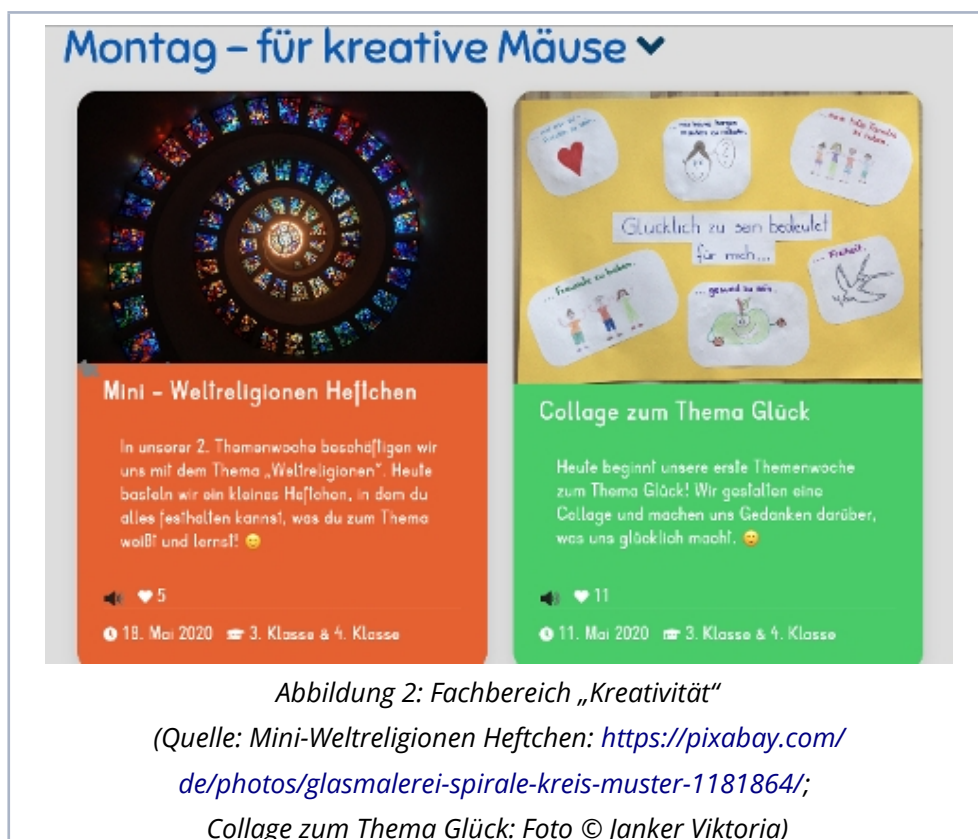 Montag – für kreative Mäuse
... zu haben.
... gesund zu sein...
... Freiheit.
... Freunde zu haben.
Glücklich zu sein bedeutet
für mich...
Mini – Weltreligionen Heftchen
In unserer 2. Themenwoche beschäftigen wir
uns mit dem Thema „Weltreligionen“. Heute
basteln wir ein kleines Heftchen, in dem du
alles festhalten kannst, was du zum Thema
weißt und lernst! 😊
5
18. Mai 2020 3. Klasse & 4. Klasse
Collage zum Thema Glück
Heute beginnt unsere erste Themenwoche
zum Thema Glück! Wir gestalten eine
Collage und machen uns Gedanken darüber,
was uns glücklich macht. 😊
11
11. Mai 2020 3. Klasse & 4. Klasse
Abbildung 2: Fachbereich „Kreativität“
(Quelle: Mini-Weltreligionen Heftchen: https://pixabay.com/
de/photos/glasmalerei-spirale-kreis-muster-1181864/;
Collage zum Thema Glück: Foto © Janker Viktoria)